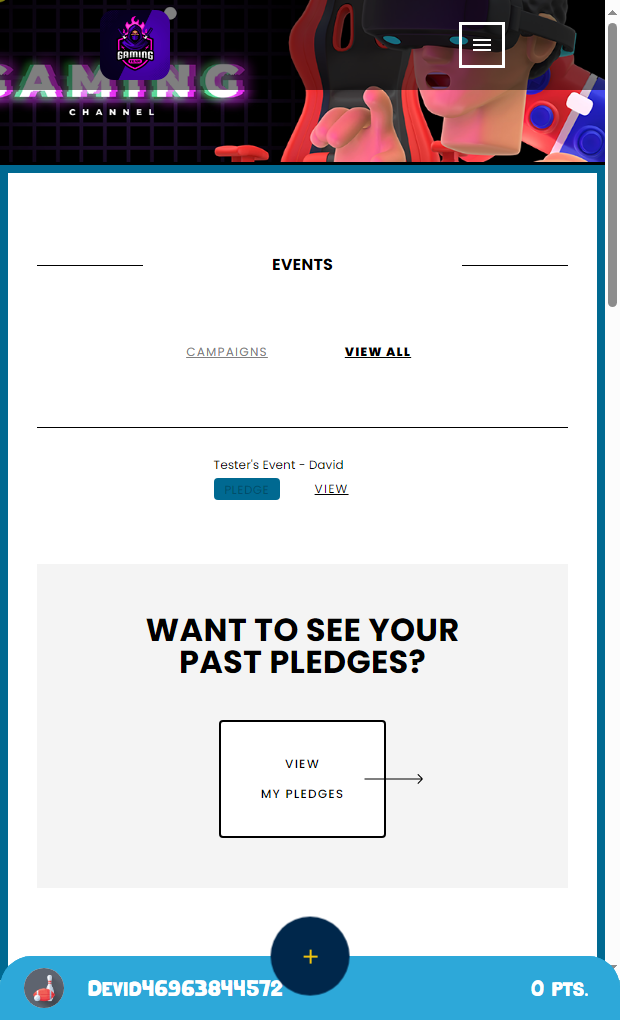 GAMING
GAMING
CHANNEL
EVENTS
CAMPAIGNS VIEW ALL
Tester's Event - David
PLEDGE VIEW
WANT TO SEE YOUR
PAST PLEDGES?
VIEW
MY PLEDGES
+
Devid46963844572 0 PTS.